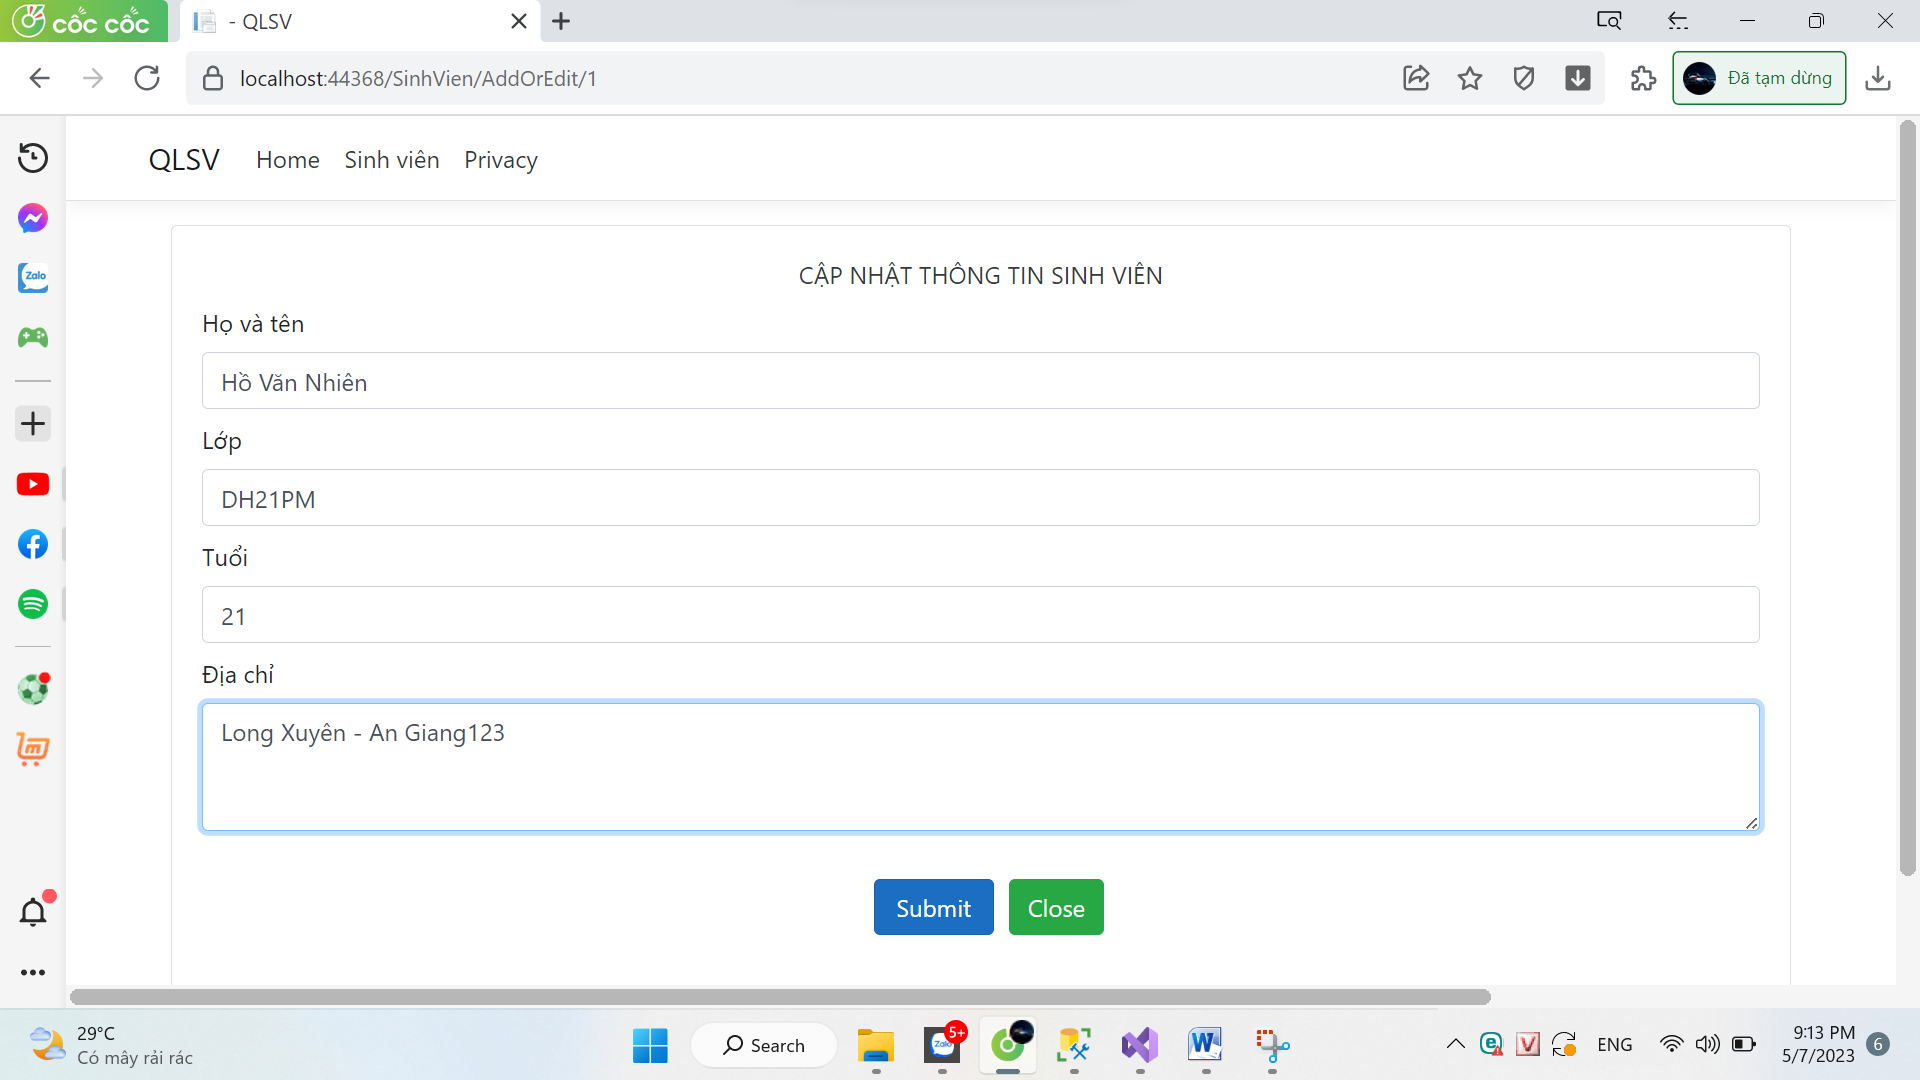 cốc cốc
- QLSV
localhost:44368/SinhVien/AddOrEdit/1
Đã tạm dừng
QLSV Home Sinh viên Privacy
Zalo
CẬP NHẬT THÔNG TIN SINH VIÊN
Họ và tên
Hồ Văn Nhiên
Lớp
DH21PM
Tuổi
21
Địa chỉ
Long Xuyên - An Giang123
Submit Close
29°C
Có mây rải rác
Search
Zalo
5+
ENG
9:13 PM
5/7/2023
6